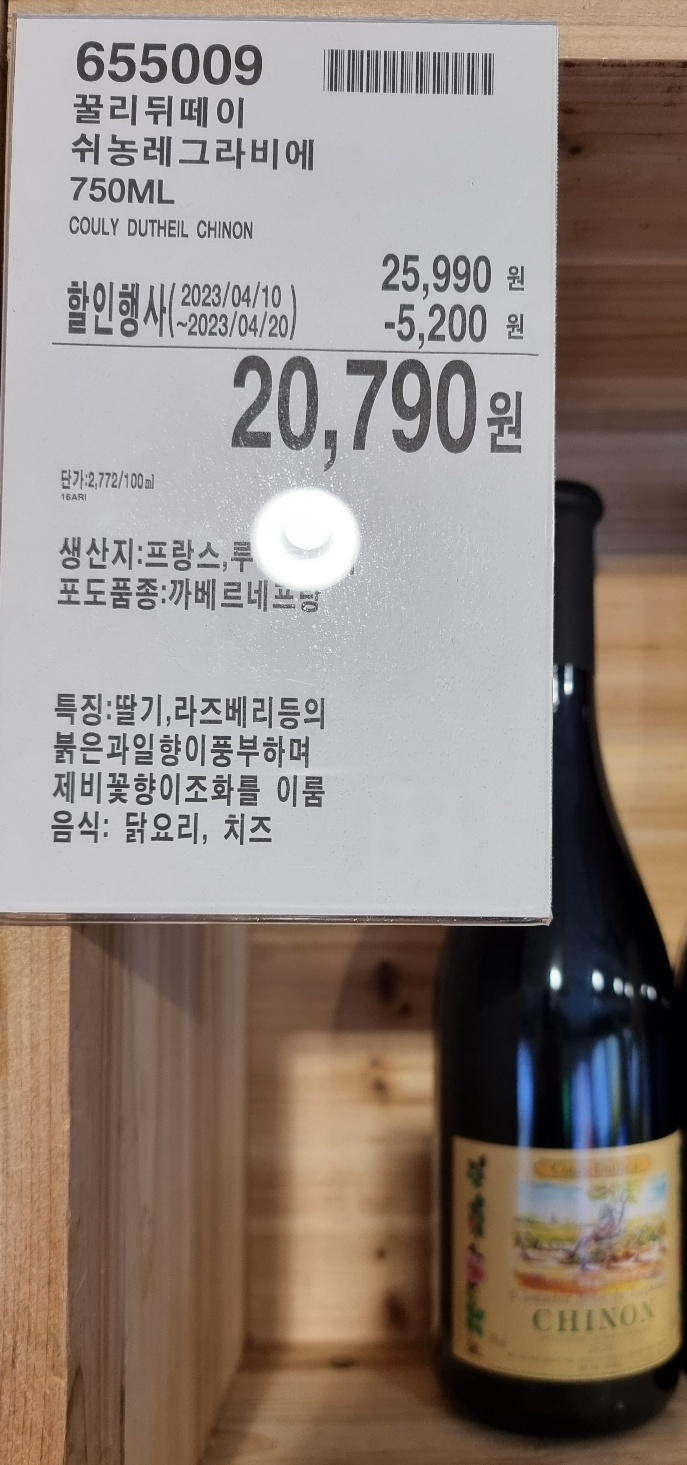 655009
꿀리뒤떼이
쉬농레그라비에
750ML
COULY DUTHEIL CHINON
25,990 원
할인행사( 2023/04/10 ~2023/04/20)
-5,200 원
20,790원
단가:2,772/100㎖
16ARI
생산지:프랑스,루
포도품종:까베르네프랑
특징:딸기,라즈베리등의
붉은과일향이풍부하며
제비꽃향이조화를 이룸
음식: 닭요리, 치즈
CHINON